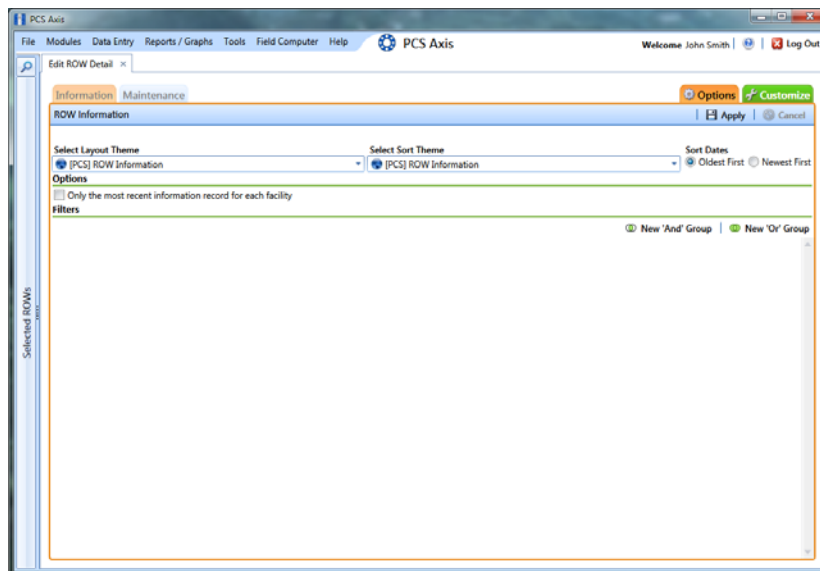 PCS Axis
File Modules Data Entry Reports / Graphs Tools Field Computer Help PCS Axis Welcome John Smith Log Out
Edit ROW Detail ×
Information Maintenance Options Customize
ROW Information Apply Cancel
Select Layout Theme Select Sort Theme Sort Dates
[PCS] ROW Information [PCS] ROW Information Oldest First Newest First
Options
Only the most recent information record for each facility
Filters
New 'And' Group New 'Or' Group
Selected ROWs